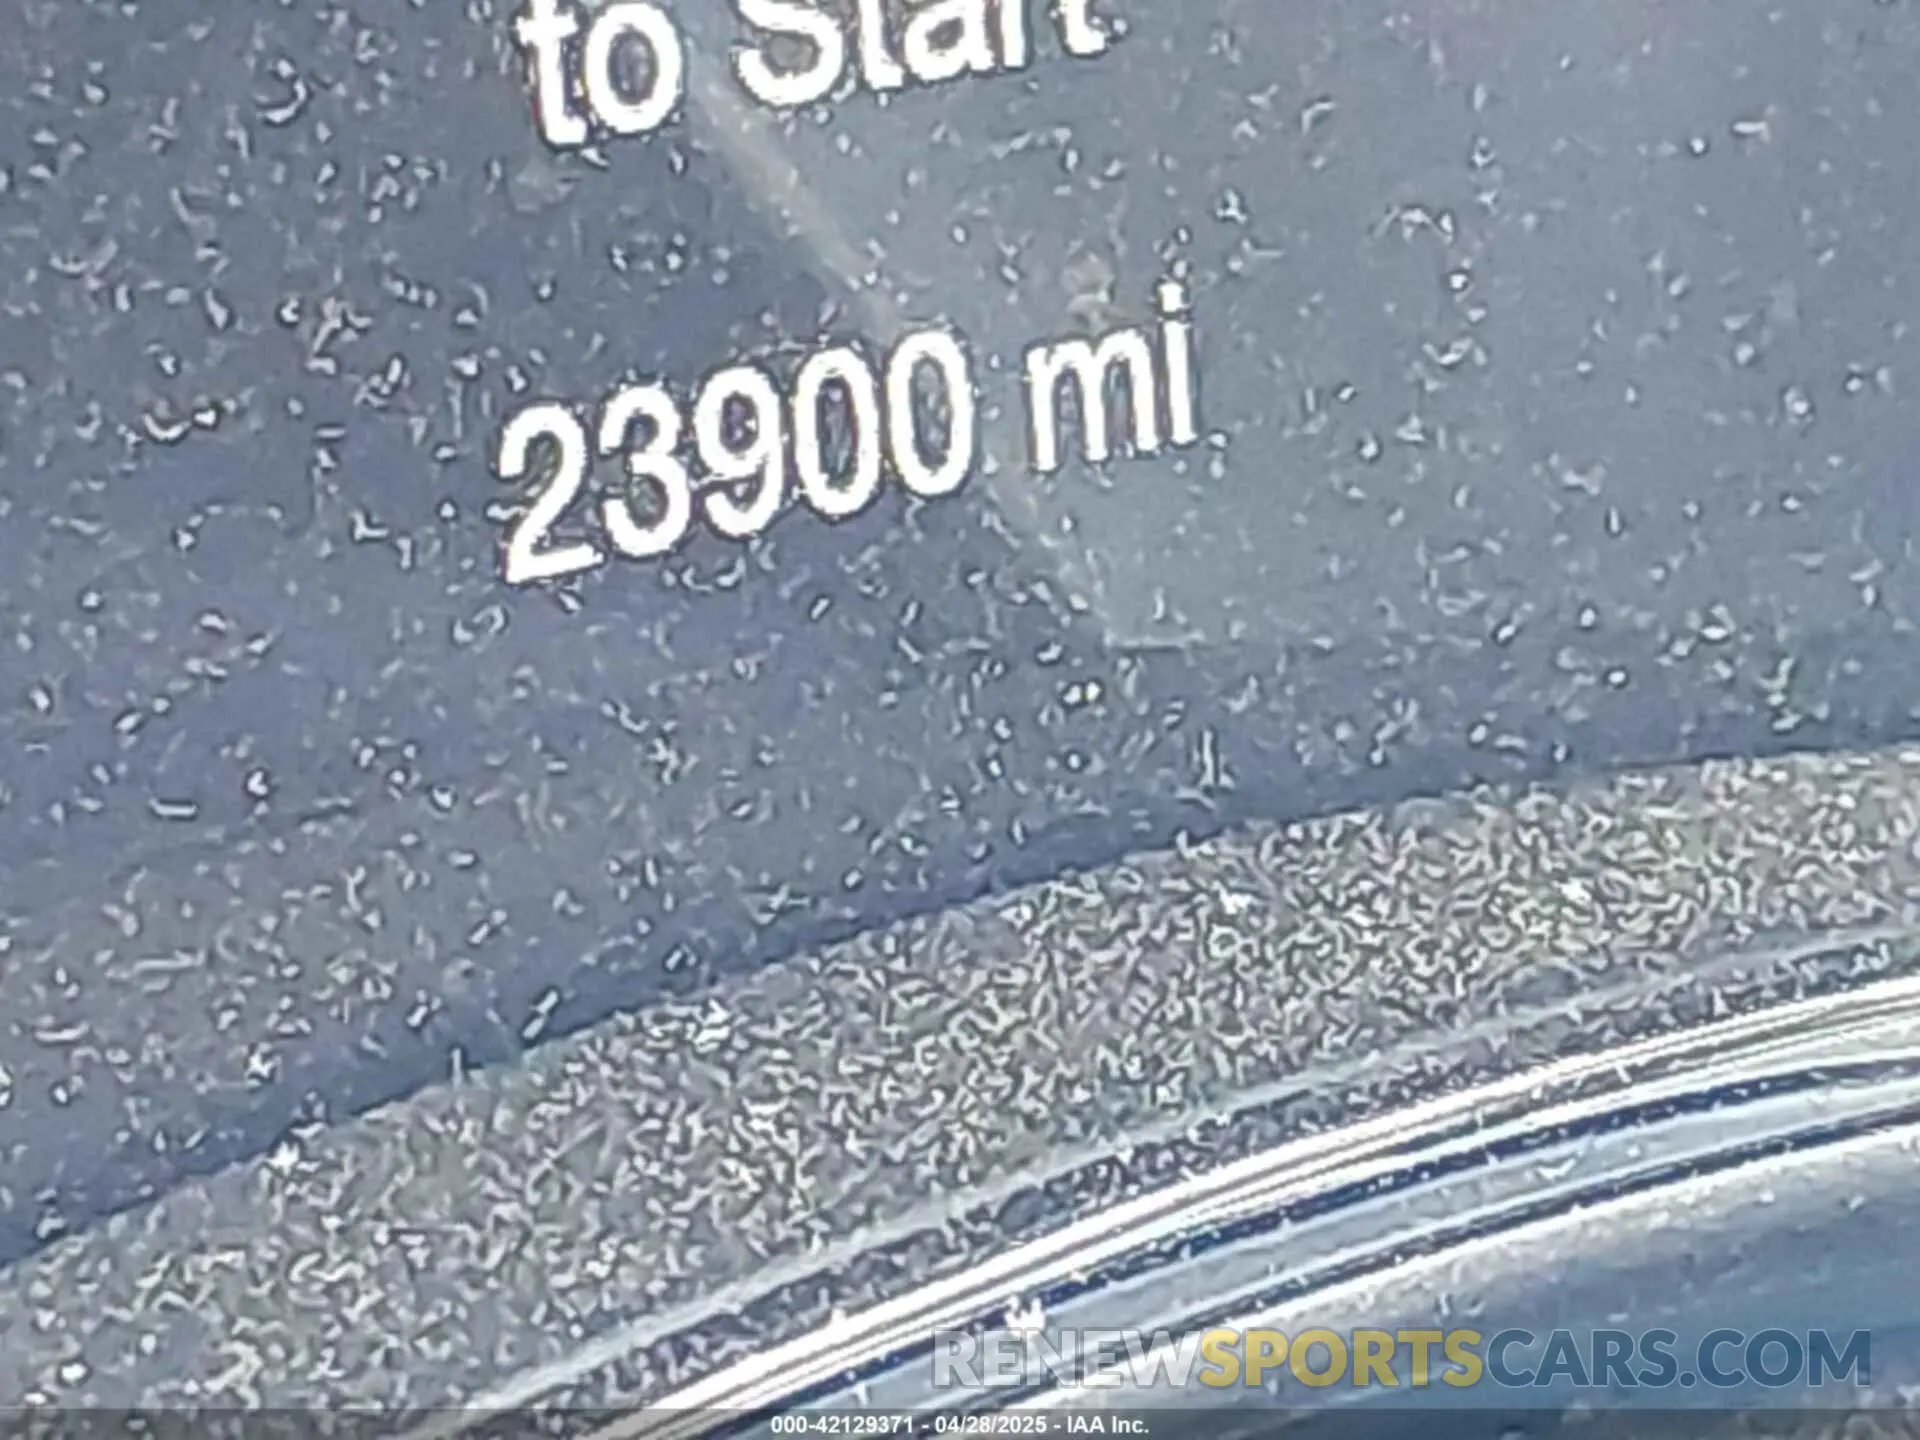 to Start
23900 mi
RENEWSPORTSCARS.COM
000-42129371 - 04/28/2025 - IAA Inc.